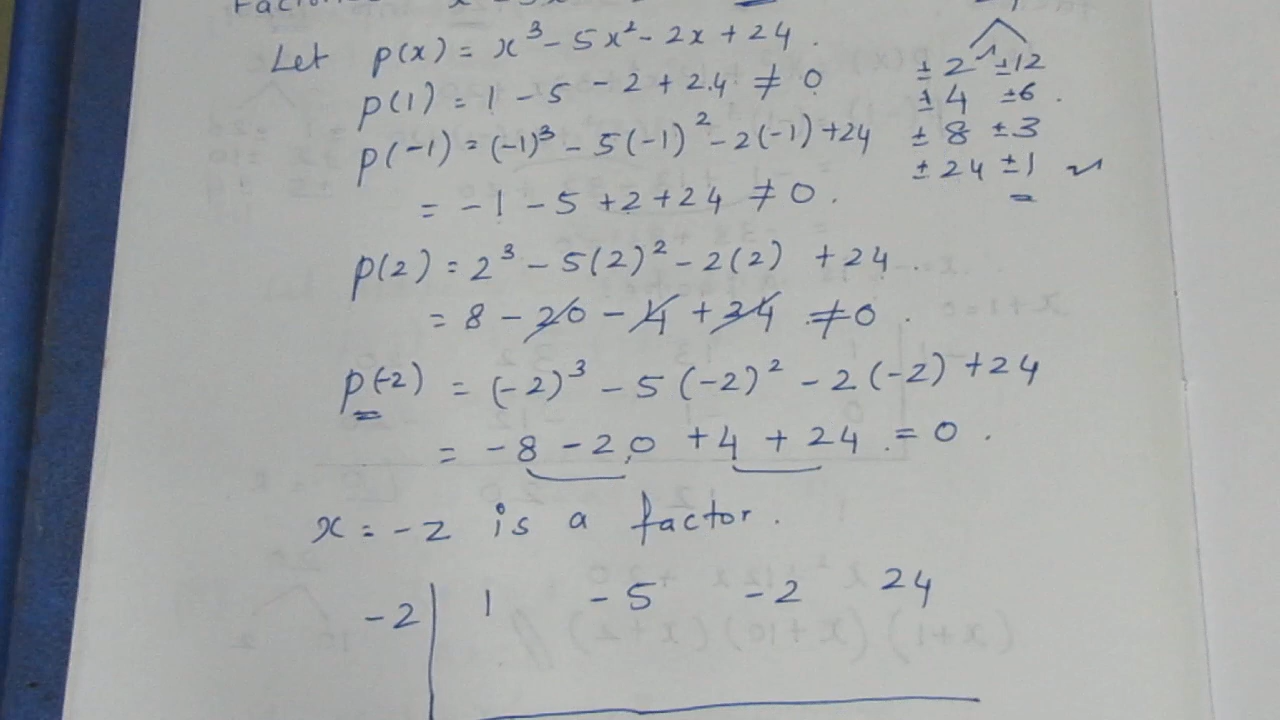 Let p(x) = x³ - 5x² - 2x + 24.
p(1) = 1 - 5 - 2 + 24 ≠ 0
p(-1) = (-1)³ - 5(-1)² - 2(-1) + 24
= -1 - 5 + 2 + 24 ≠ 0.
p(2) = 2³ - 5(2)² - 2(2) + 24.
= 8 - 20 - 4 + 24 ≠ 0.
p(-2) = (-2)³ - 5(-2)² - 2(-2) + 24
= -8 - 20 + 4 + 24 = 0.
x = -2 is a factor.
-2 | 1 -5 -2 24
±2 ±12
±4 ±6.
±8 ±3
±24 ±1